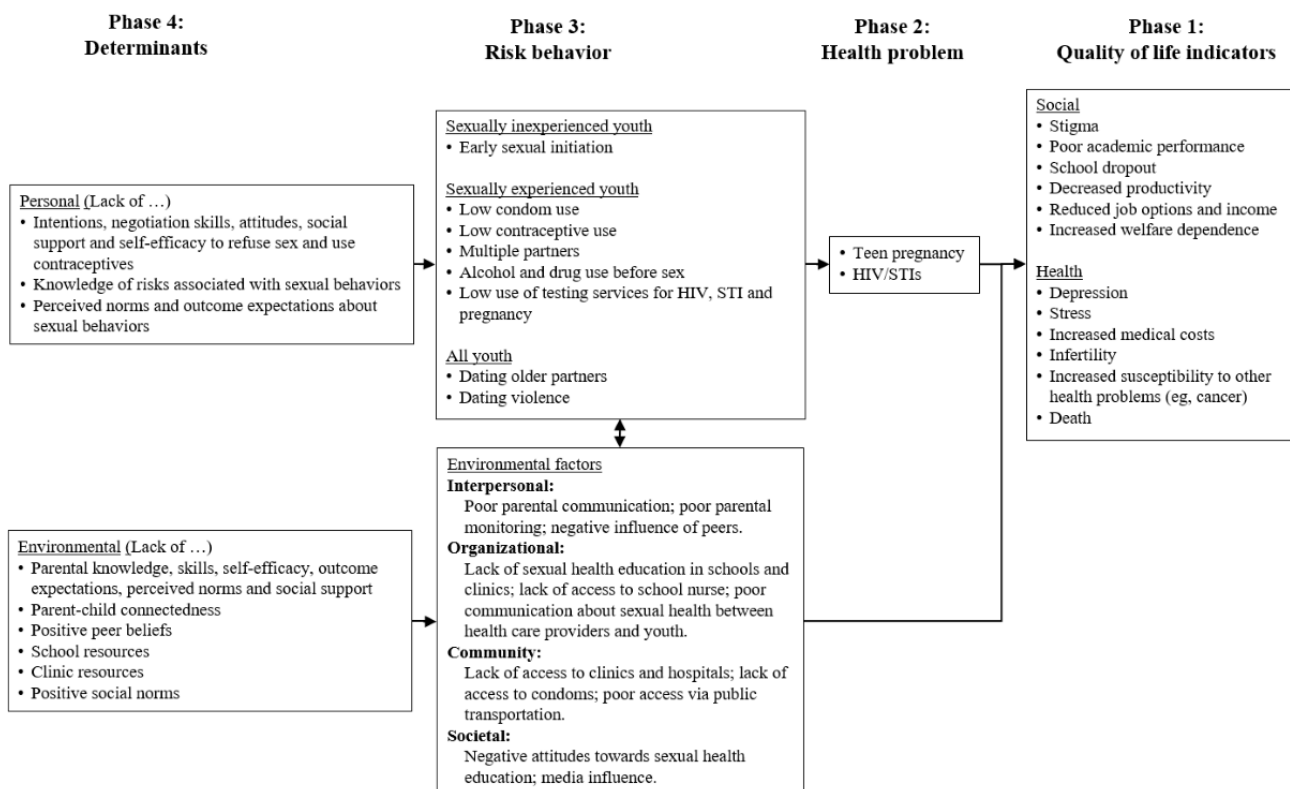 Phase 4:
Determinants
Phase 3:
Risk behavior
Phase 2:
Health problem
Phase 1:
Quality of life indicators
Personal (Lack of …)
• Intentions, negotiation skills, attitudes, social
support and self-efficacy to refuse sex and use
contraceptives
• Knowledge of risks associated with sexual behaviors
• Perceived norms and outcome expectations about
sexual behaviors
Environmental (Lack of …)
• Parental knowledge, skills, self-efficacy, outcome
expectations, perceived norms and social support
• Parent-child connectedness
• Positive peer beliefs
• School resources
• Clinic resources
• Positive social norms
Sexually inexperienced youth
• Early sexual initiation
Sexually experienced youth
• Low condom use
• Low contraceptive use
• Multiple partners
• Alcohol and drug use before sex
• Low use of testing services for HIV, STI and
pregnancy
All youth
• Dating older partners
• Dating violence
Environmental factors
Interpersonal:
Poor parental communication; poor parental
monitoring; negative influence of peers.
Organizational:
Lack of sexual health education in schools and
clinics; lack of access to school nurse; poor
communication about sexual health between
health care providers and youth.
Community:
Lack of access to clinics and hospitals; lack of
access to condoms; poor access via public
transportation.
Societal:
Negative attitudes towards sexual health
education; media influence.
• Teen pregnancy
• HIV/STIs
Social
• Stigma
• Poor academic performance
• School dropout
• Decreased productivity
• Reduced job options and income
• Increased welfare dependence
Health
• Depression
• Stress
• Increased medical costs
• Infertility
• Increased susceptibility to other
health problems (eg, cancer)
• Death